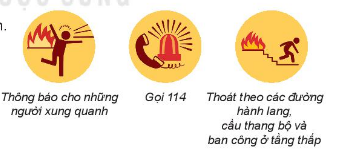 Thông báo cho những
người xung quanh
Gọi 114
Thoát theo các đường
hành lang,
cầu thang bộ và
ban công ở tầng thấp